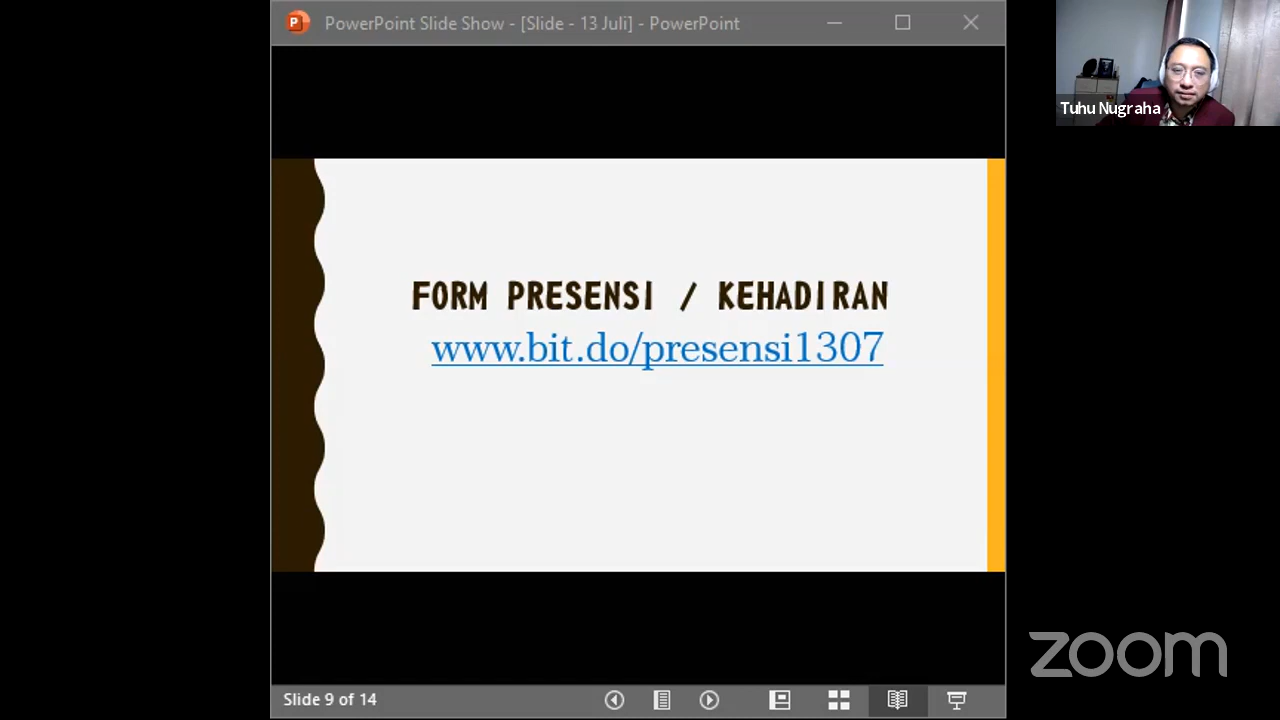 PowerPoint Slide Show - [Slide - 13 Juli] - PowerPoint
Tuhu Nugraha
FORM PRESENSI / KEHADIRAN
www.bit.do/presensi1307
zoom
Slide 9 of 14